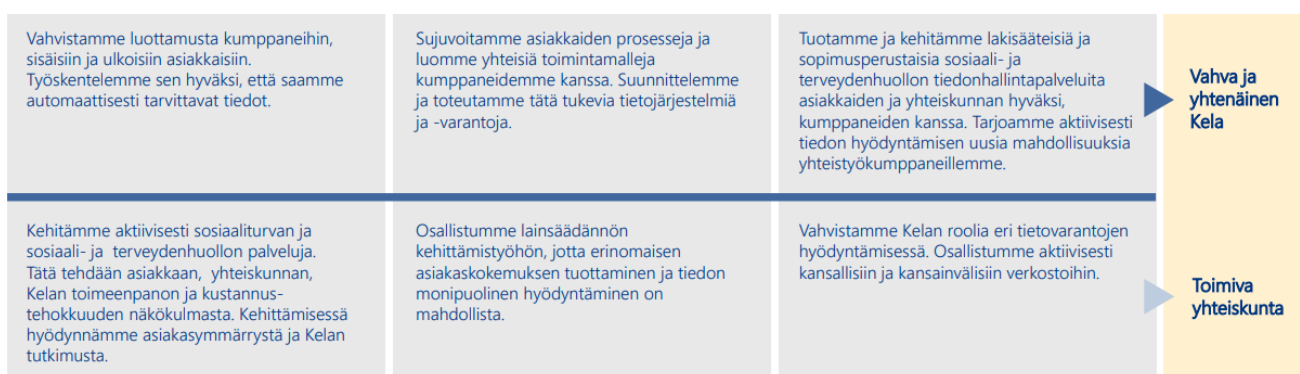 Vahvistamme luottamusta kumppaneihin,
sisäisiin ja ulkoisiin asiakkaisiin.
Työskentelemme sen hyväksi, että saamme
automaattisesti tarvittavat tiedot.
Sujuvoitamme asiakkaiden prosesseja ja
luomme yhteisiä toimintamalleja
kumppaneidemme kanssa. Suunnittelemme
ja toteutamme tätä tukevia tietojärjestelmiä
ja -varantoja.
Tuotamme ja kehitämme lakisääteisiä ja
sopimusperustaisia sosiaali- ja
terveydenhuollon tiedonhallintapalveluita
asiakkaiden ja yhteiskunnan hyväksi,
kumppaneiden kanssa. Tarjoamme aktiivisesti
tiedon hyödyntämisen uusia mahdollisuuksia
yhteistyökumppaneillemme.
Vahva ja
yhtenäinen
Kela
Kehitämme aktiivisesti sosiaaliturvan ja
sosiaali- ja terveydenhuollon palveluja.
Tätä tehdään asiakkaan, yhteiskunnan,
Kelan toimeenpanon ja kustannus-
tehokkuuden näkökulmasta. Kehittämisessä
hyödynnämme asiakasymmärrystä ja Kelan
tutkimusta.
Osallistumme lainsäädännön
kehittämistyöhön, jotta erinomaisen
asiakaskokemuksen tuottaminen ja tiedon
monipuolinen hyödyntäminen on
mahdollista.
Vahvistamme Kelan roolia eri tietovarantojen
hyödyntämisessä. Osallistumme aktiivisesti
kansallisiin ja kansainvälisiin verkostoihin.
Toimiva
yhteiskunta